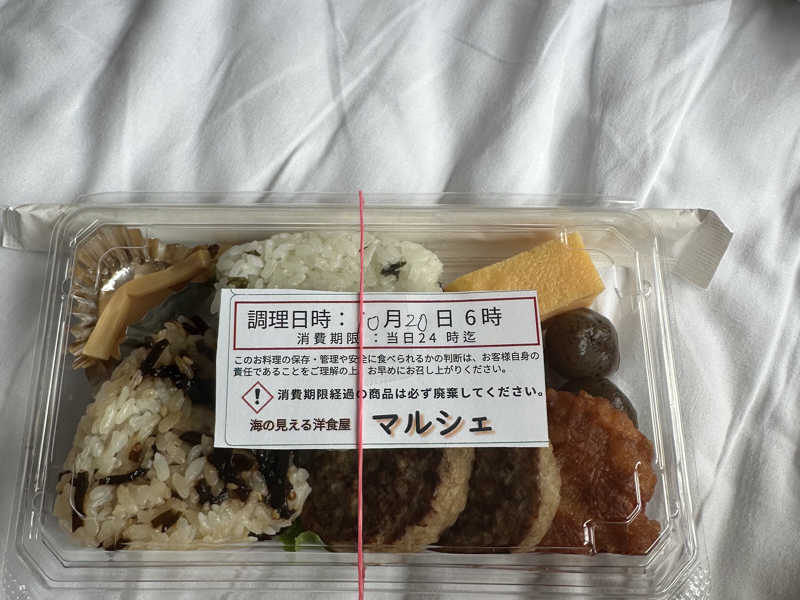 調理日時：10月20日6時
消費期限：当日24時迄
このお料理の保存・管理や安全に食べられるかの判断は、お客様自身の
責任であることをご理解の上、お早めにお召し上がりください。
消費期限経過の商品は必ず廃棄してください。
海の見える洋食屋 マルシェ